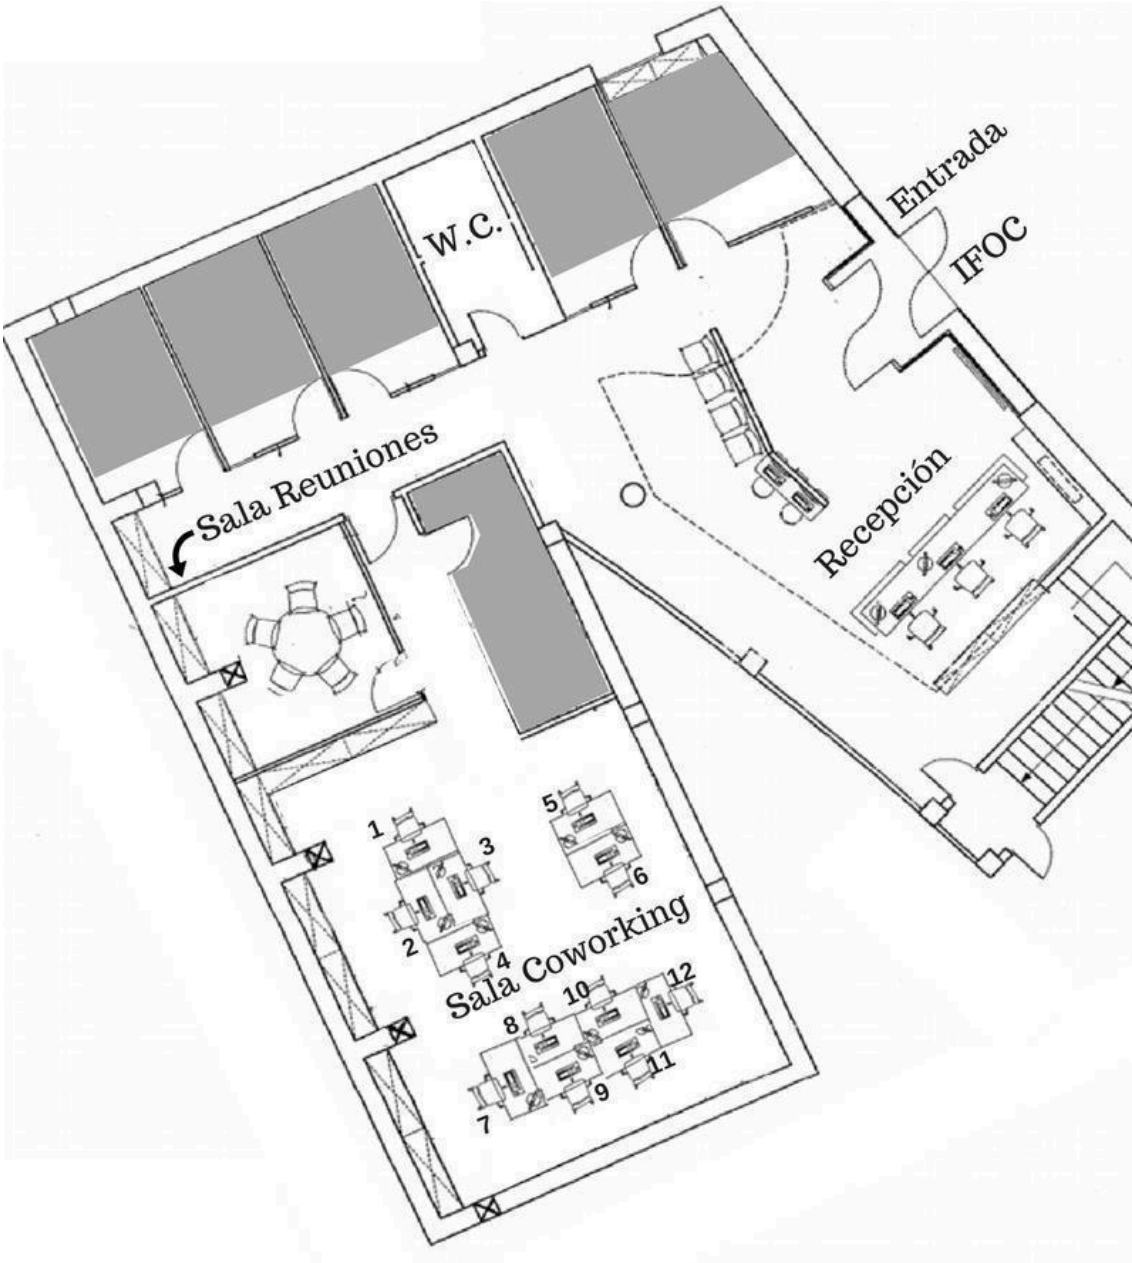 Entrada
IFOC
W.C.
Sala Reuniones
Recepción
1
3
2
4
5
6
Sala Coworking
10
12
8
11
9
7